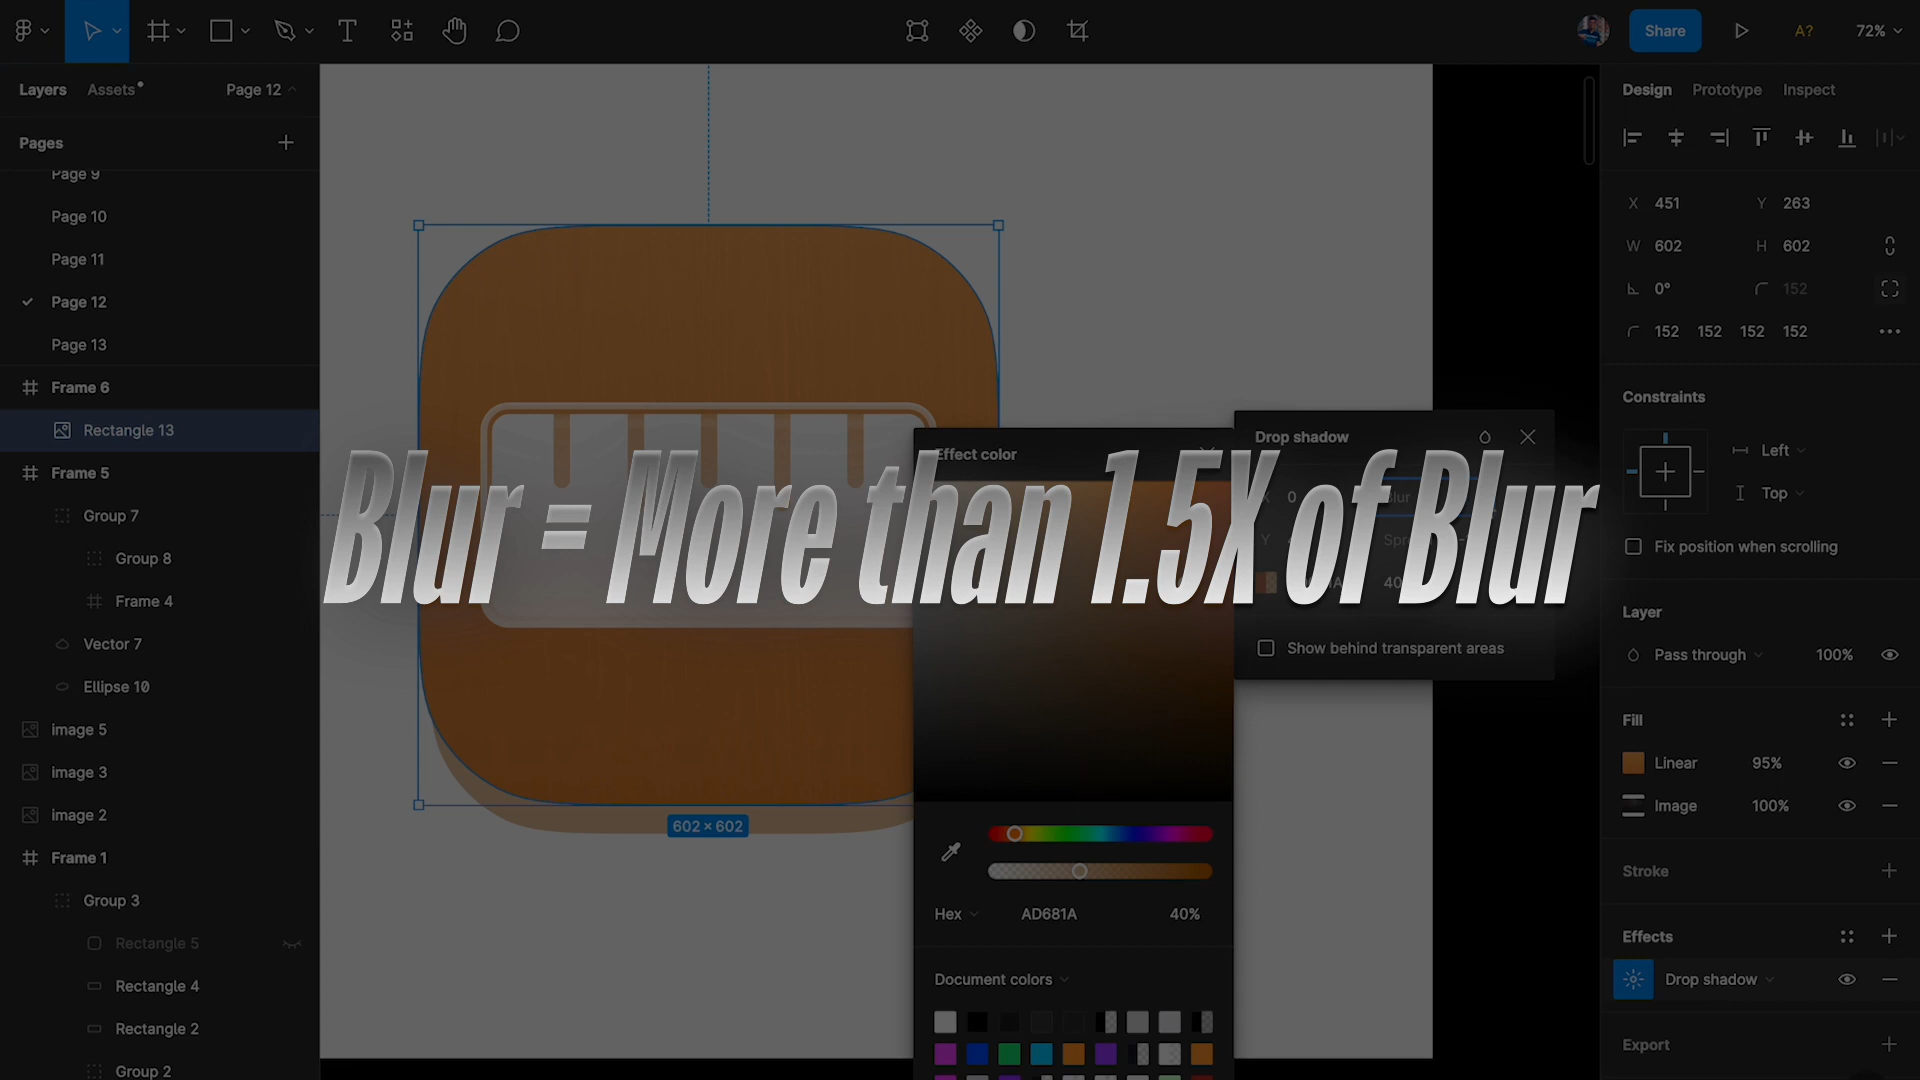 Share
A?
72%
Layers
Assets
Page 12
Pages
Page 9
Page 10
Page 11
Page 12
Page 13
Frame 6
Rectangle 13
Frame 5
Group 7
Group 8
Frame 4
Vector 7
Ellipse 10
image 5
image 3
image 2
Frame 1
Group 3
Rectangle 5
Rectangle 4
Rectangle 2
Group 2
602 × 602
Blur = More than 1.5X of Blur
Effect color
Hex AD681A 40%
Document colors
Drop shadow
X 0 Blur
Y
40
Show behind transparent areas
Design Prototype Inspect
X 451 Y 263
W 602 H 602
0° 152
152 152 152 152
Constraints
Left
Top
Fix position when scrolling
Layer
Pass through 100%
Fill
Linear 95%
Image 100%
Stroke
Effects
Drop shadow
Export